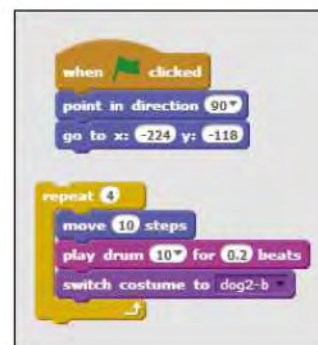 when clicked
point in direction 90
go to x: -224 y: -118
repeat 4
move 10 steps
play drum 10 for 0.2 beats
switch costume to dog2-b